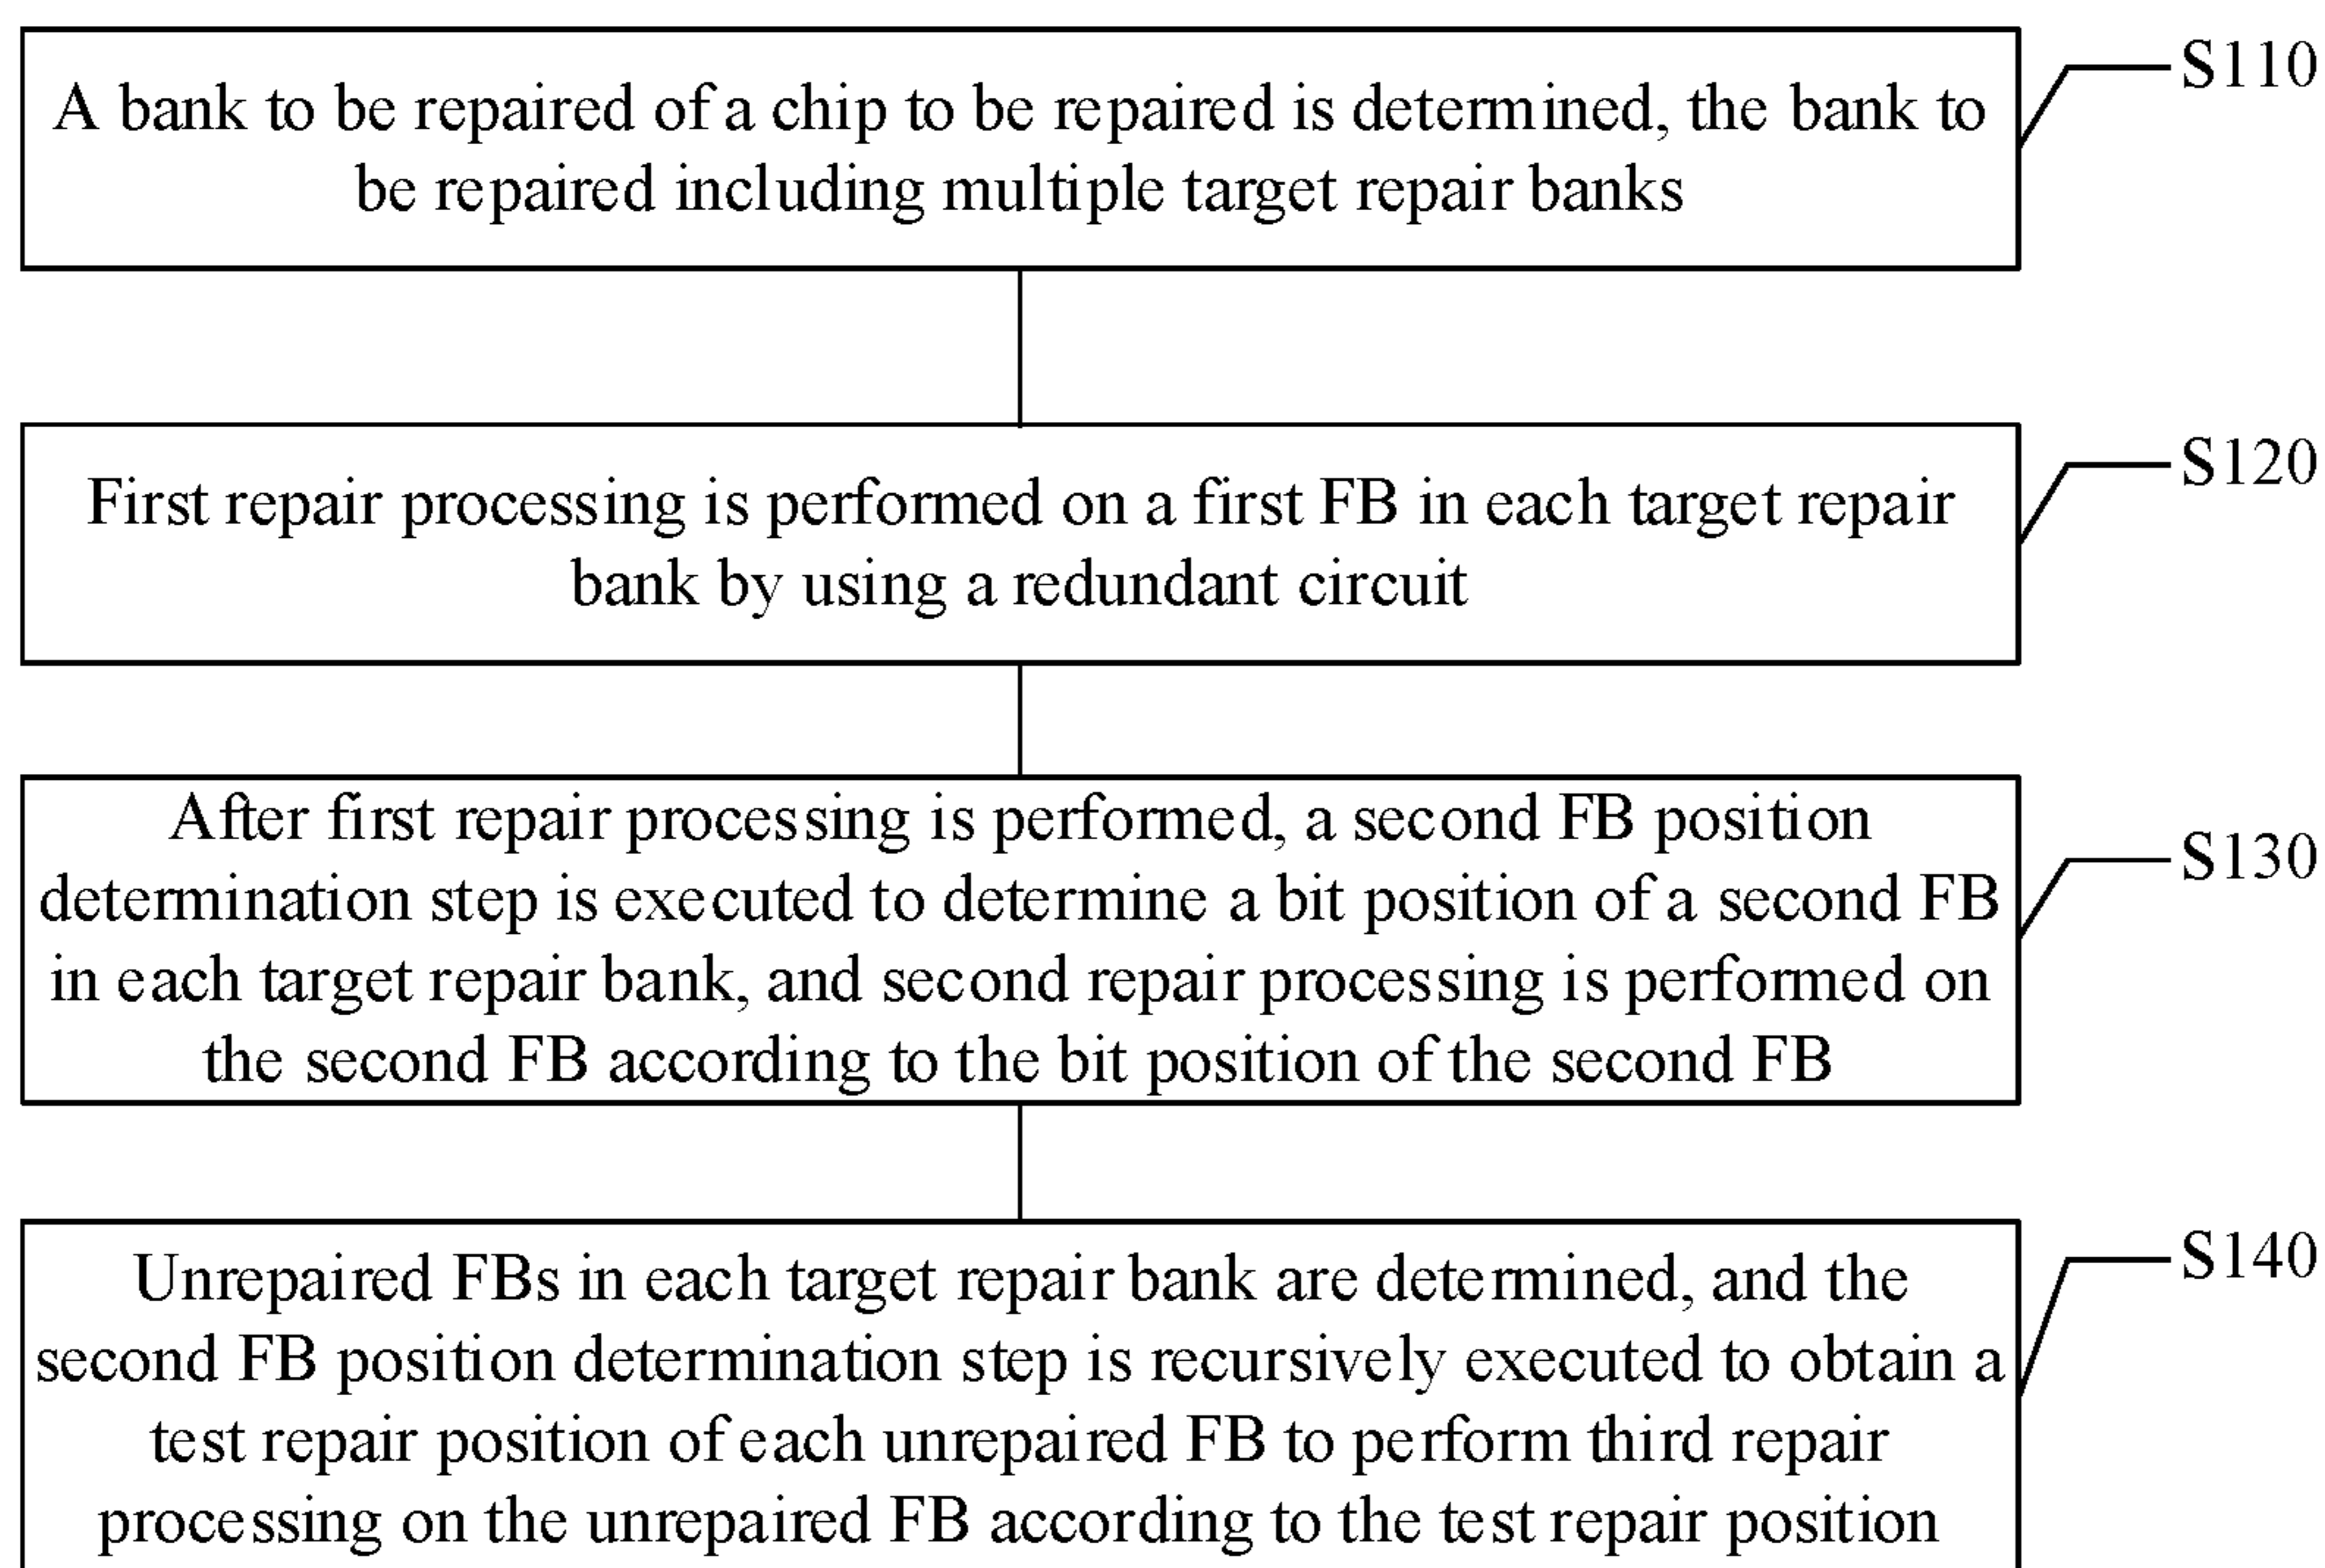 A bank to be repaired of a chip to be repaired is determined, the bank to
be repaired including multiple target repair banks
S110
First repair processing is performed on a first FB in each target repair
bank by using a redundant circuit
S120
After first repair processing is performed, a second FB position
determination step is executed to determine a bit position of a second FB
in each target repair bank, and second repair processing is performed on
the second FB according to the bit position of the second FB
S130
Unrepaired FBs in each target repair bank are determined, and the
second FB position determination step is recursively executed to obtain a
test repair position of each unrepaired FB to perform third repair
processing on the unrepaired FB according to the test repair position
S140